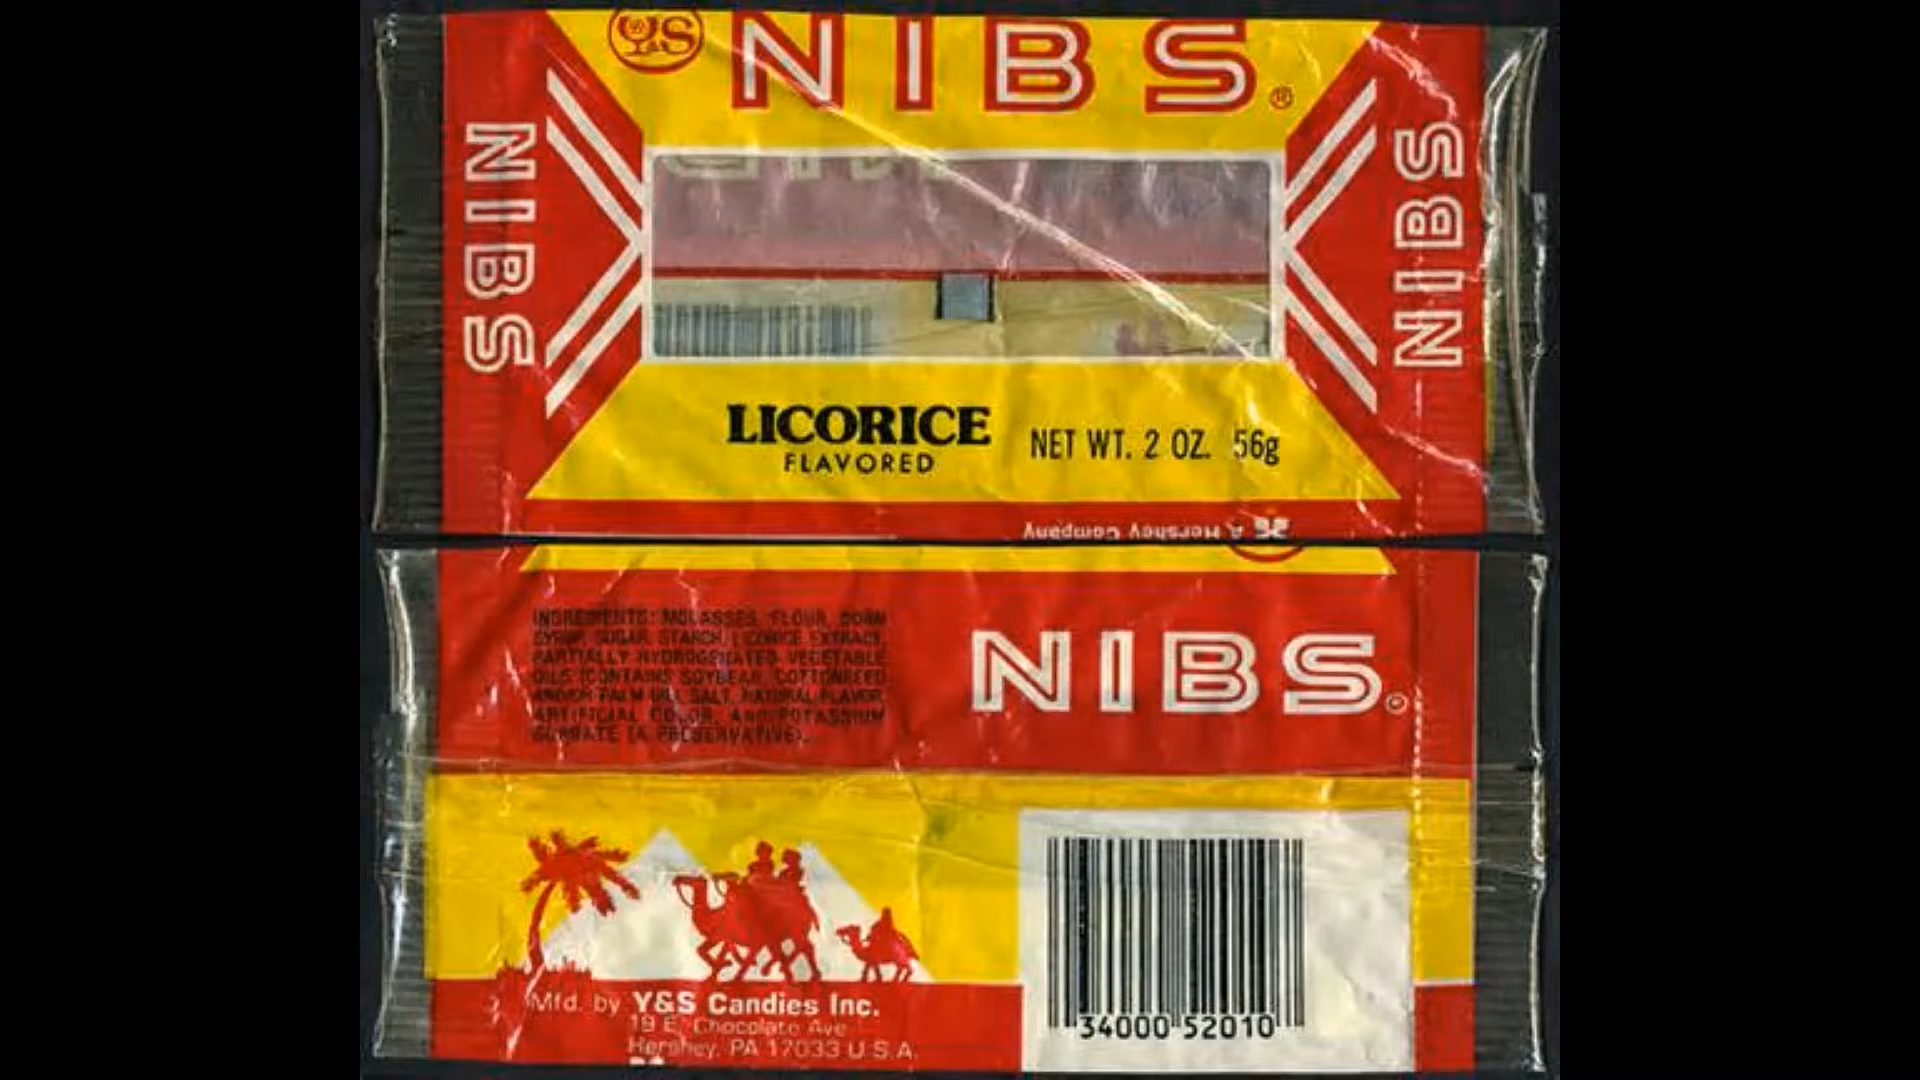 Y&S
NIBS®
NIBS
NIBS
LICORICE
FLAVORED
NET WT. 2 OZ. 56g
A Hershey Company
INGREDIENTS: MOLASSES, FLOUR, CORN
SYRUP, SUGAR, STARCH, LICORICE EXTRACT,
PARTIALLY HYDROGENATED VEGETABLE
OILS (CONTAINS SOYBEAN, COTTONSEED
AND/OR PALM OIL), SALT, NATURAL FLAVOR,
ARTIFICIAL COLOR, AND POTASSIUM
SORBATE (A PRESERVATIVE).
NIBS®
Mfd. by Y&S Candies Inc.
19 E. Chocolate Ave
Hershey, PA 17033 U.S.A.
34000 52010